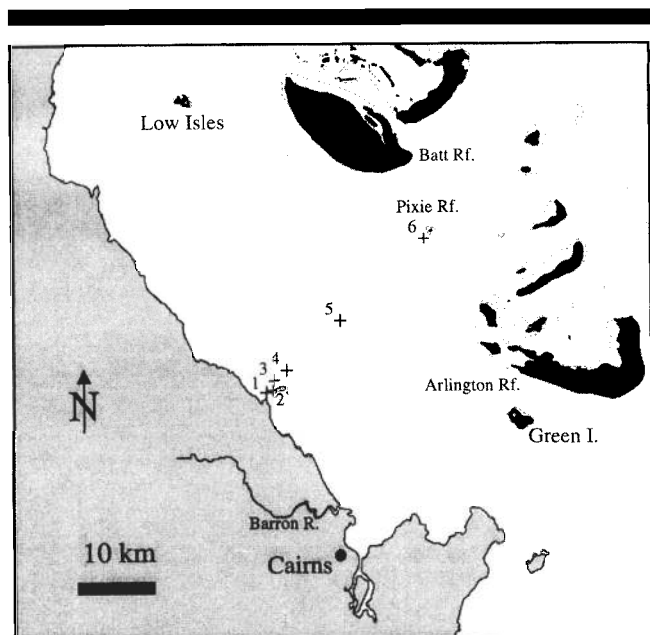 Low Isles
Batt Rf.
Pixie Rf.
6
5
4
3
1
2
Arlington Rf.
N
Green I.
Barron R.
10 km
Cairns